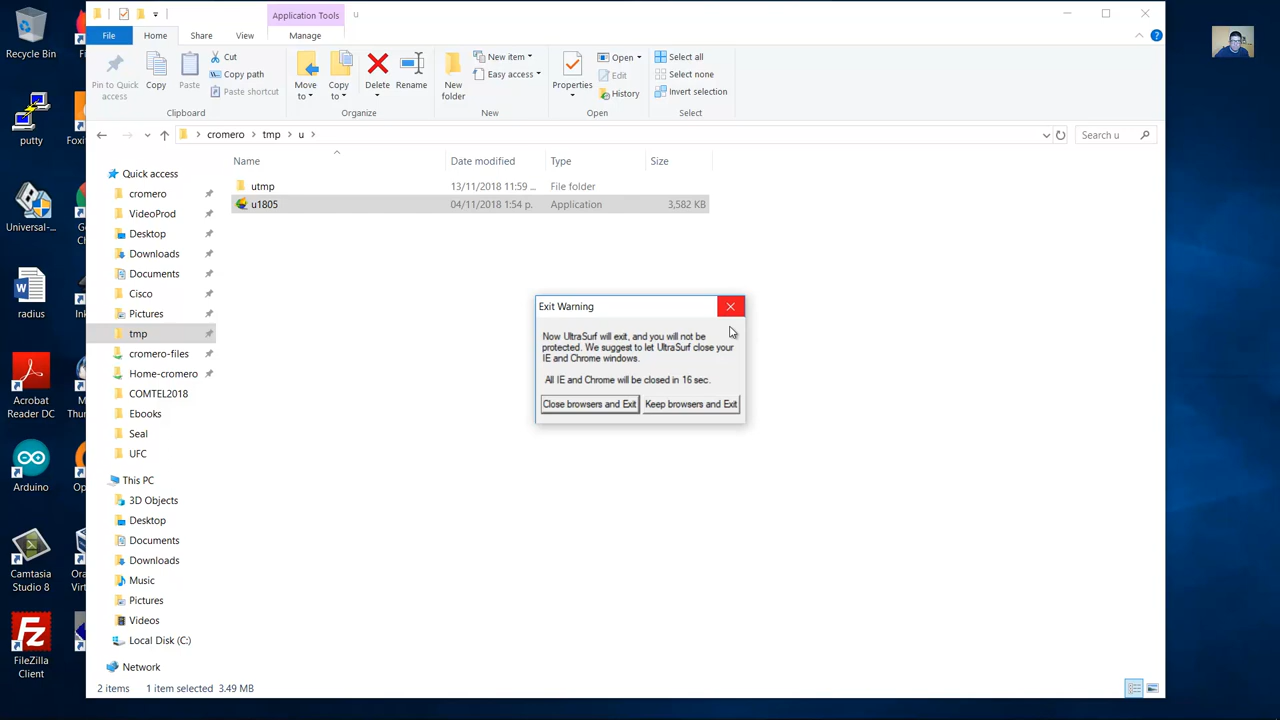 Recycle Bin
Fi
putty
Foxi
Universal-...
radius
Ink
Acrobat
Reader DC
M
Arduino
Op
Camtasia
Studio 8
Ora
Virt
FileZilla
Client
Application Tools
u
File
Home
Share
View
Manage
Pin to Quick
access
Copy
Paste
Cut
Copy path
Paste shortcut
Clipboard
Move
to
Copy
to
Delete
Rename
Organize
New
folder
New item
Easy access
New
Properties
Open
Edit
History
Open
Select all
Select none
Invert selection
Select
cromero
tmp
u
Search u
Name
Date modified
Type
Size
utmp
13/11/2018 11:59 ...
File folder
u1805
04/11/2018 1:54 p.
Application
3,582 KB
Quick access
cromero
VideoProd
Desktop
Downloads
Documents
Cisco
Pictures
tmp
cromero-files
Home-cromero
COMTEL2018
Ebooks
Seal
UFC
This PC
3D Objects
Desktop
Documents
Downloads
Music
Pictures
Videos
Local Disk (C:)
Network
Exit Warning
Now UltraSurf will exit, and you will not be
protected. We suggest to let UltraSurf close your
IE and Chrome windows.
All IE and Chrome will be closed in 16 sec.
Close browsers and Exit
Keep browsers and Exit
2 items
1 item selected
3.49 MB